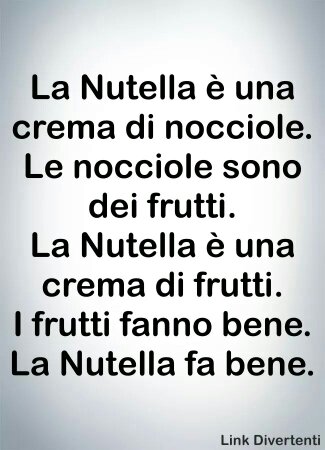 La Nutella è una
crema di nocciole.
Le nocciole sono
dei frutti.
La Nutella è una
crema di frutti.
I frutti fanno bene.
La Nutella fa bene.
Link Divertenti